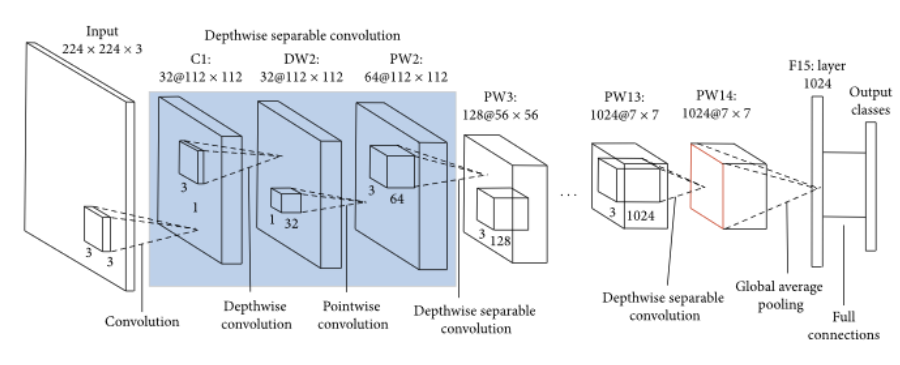 Input
224 × 224 × 3
Depthwise separable convolution
C1:
32@112 × 112
DW2:
32@112 × 112
PW2:
64@112 × 112
PW3:
128@56 × 56
PW13:
1024@7 × 7
PW14:
1024@7 × 7
F15: layer
1024
Output
classes
3
3
3
1
1
32
3
64
3
128
...
3
1024
Convolution
Depthwise
convolution
Pointwise
convolution
Depthwise separable
convolution
Depthwise separable
convolution
Global average
pooling
Full
connections